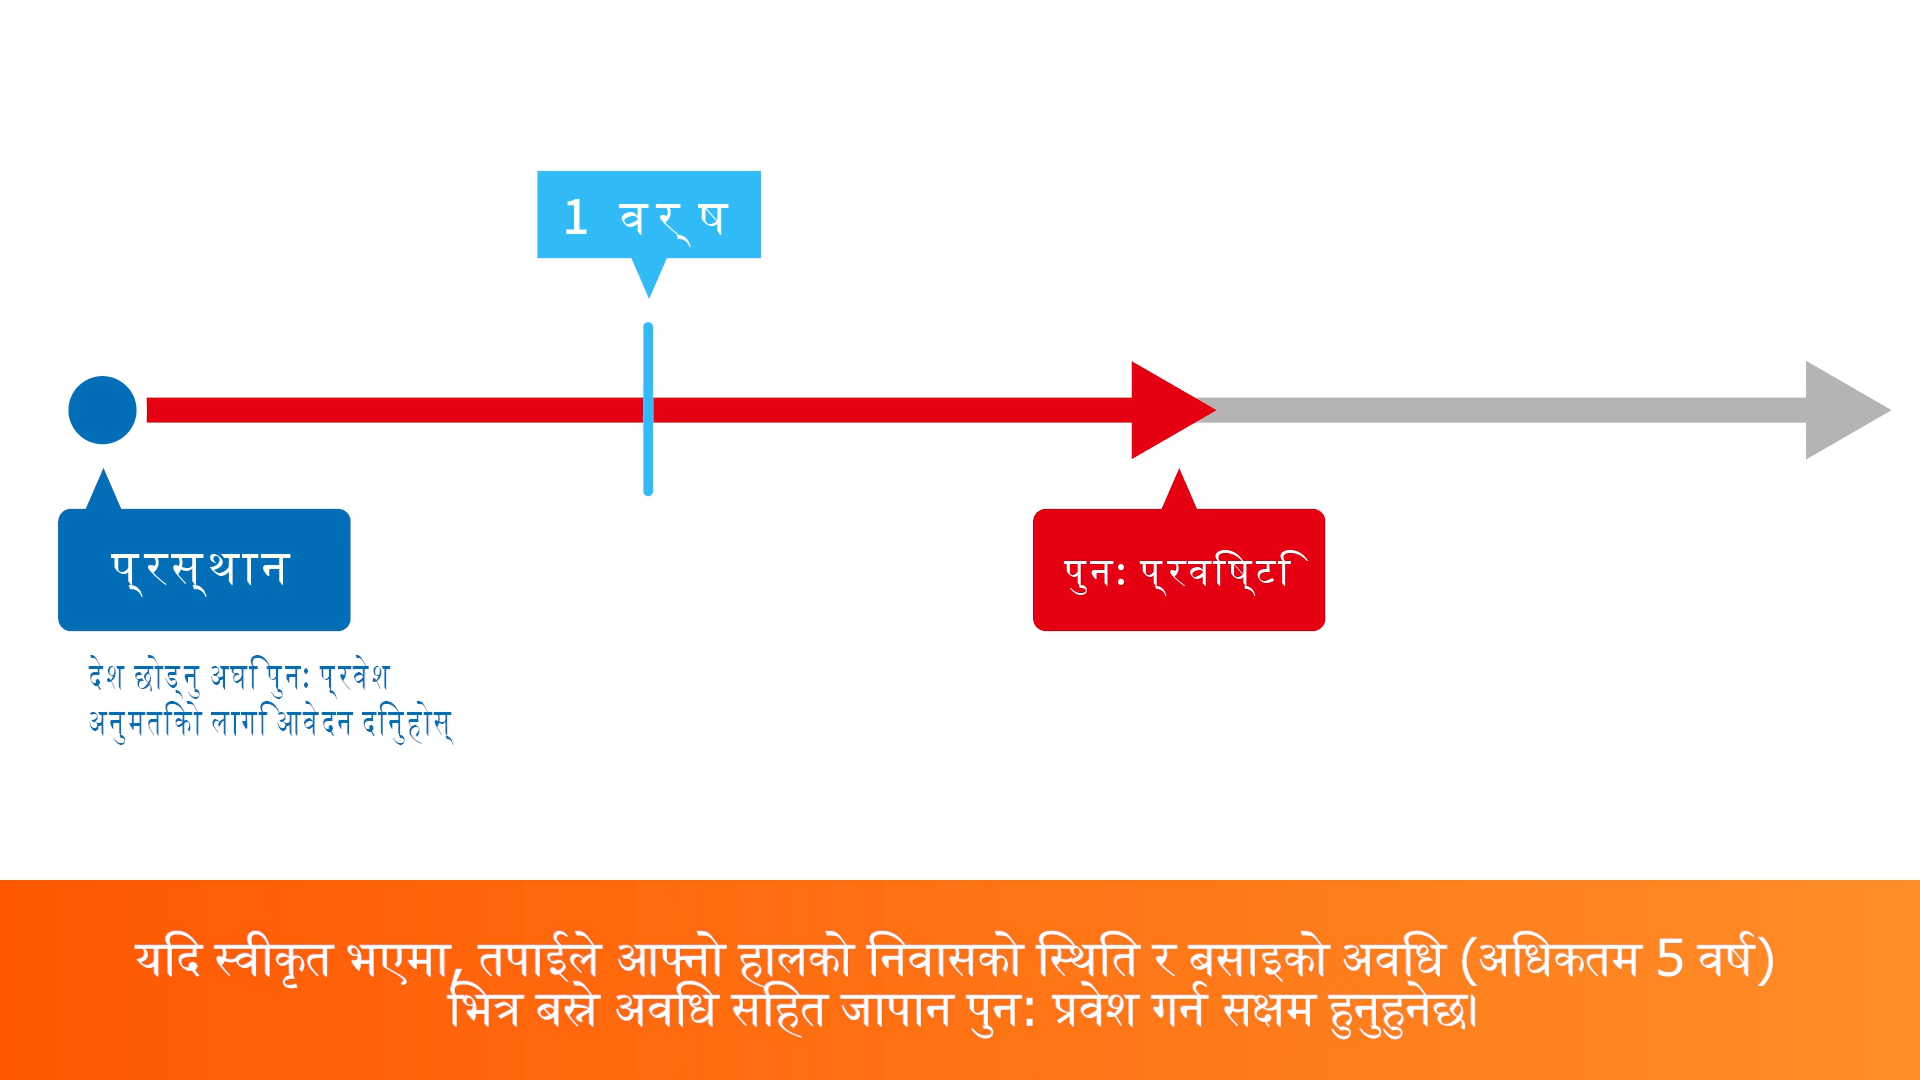 1 वर्ष
प्रस्थान
पुन: प्रविष्टि
देश छोड्नु अघि पुन: प्रवेश
अनुमतिको लागि आवेदन दिनुहोस्
यदि स्वीकृत भएमा, तपाईले आफ्नो हालको निवासको स्थिति र बसाइको अवधि (अधिकतम 5 वर्ष)
भित्र बस्ने अवधि सहित जापान पुन: प्रवेश गर्न सक्षम हुनुहुनेछ।